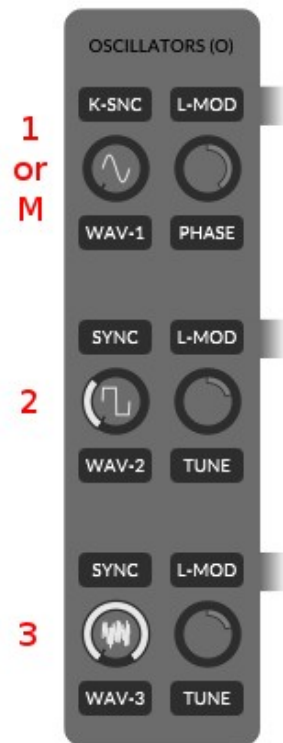 OSCILLATORS (O)
K-SNC L-MOD
1
or
M
WAV-1 PHASE
SYNC L-MOD
2
WAV-2 TUNE
SYNC L-MOD
3
WAV-3 TUNE